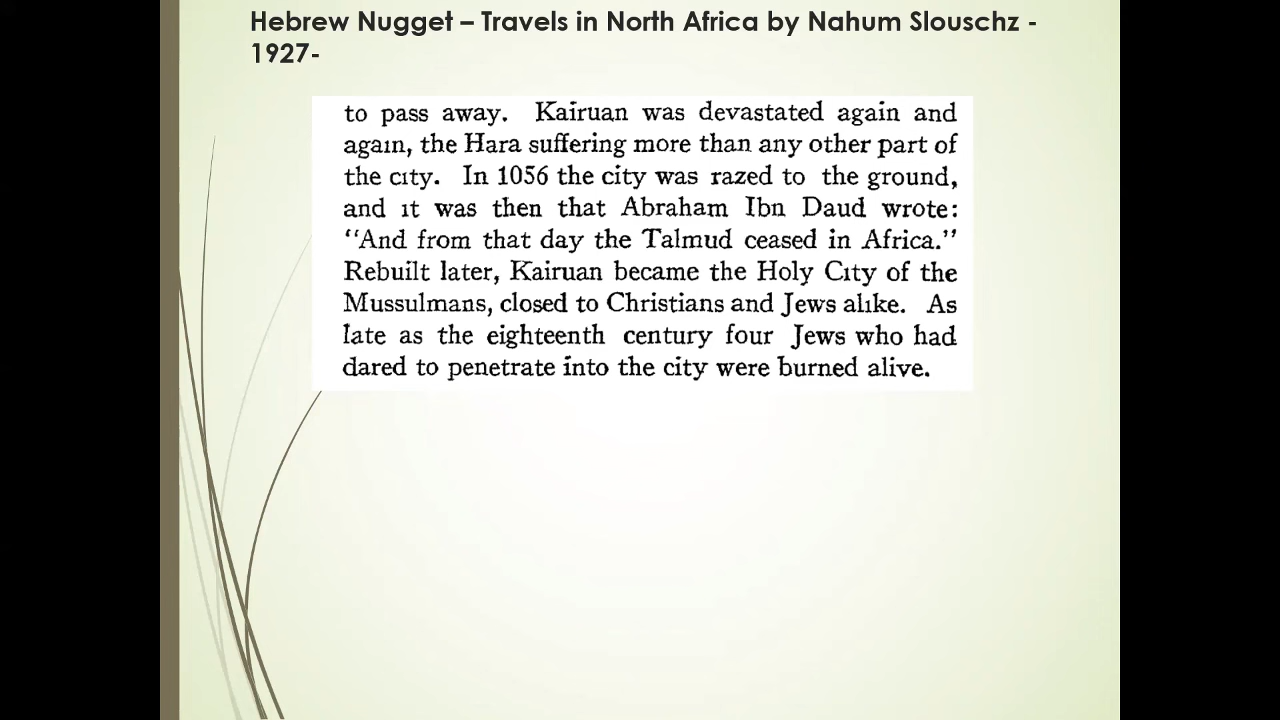 Hebrew Nugget – Travels in North Africa by Nahum Slouschz -
1927-
to pass away. Kairuan was devastated again and
again, the Hara suffering more than any other part of
the city. In 1056 the city was razed to the ground,
and it was then that Abraham Ibn Daud wrote:
“And from that day the Talmud ceased in Africa.”
Rebuilt later, Kairuan became the Holy City of the
Mussulmans, closed to Christians and Jews alike. As
late as the eighteenth century four Jews who had
dared to penetrate into the city were burned alive.